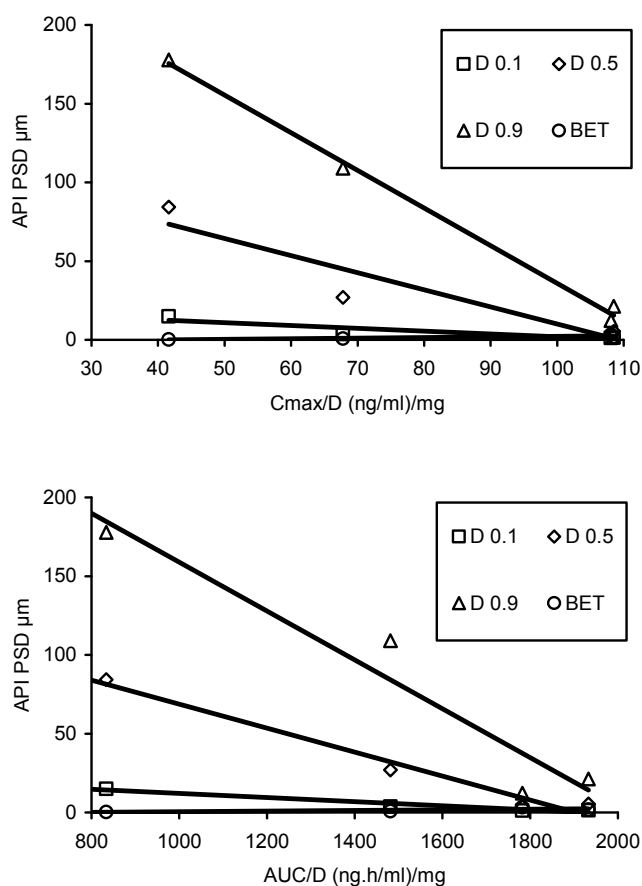 200
150
100
50
0
API PSD µm
D 0.1 D 0.5
D 0.9 BET
30 40 50 60 70 80 90 100 110
Cmax/D (ng/ml)/mg
200
150
100
50
0
API PSD µm
D 0.1 D 0.5
D 0.9 BET
800 1000 1200 1400 1600 1800 2000
AUC/D (ng.h/ml)/mg